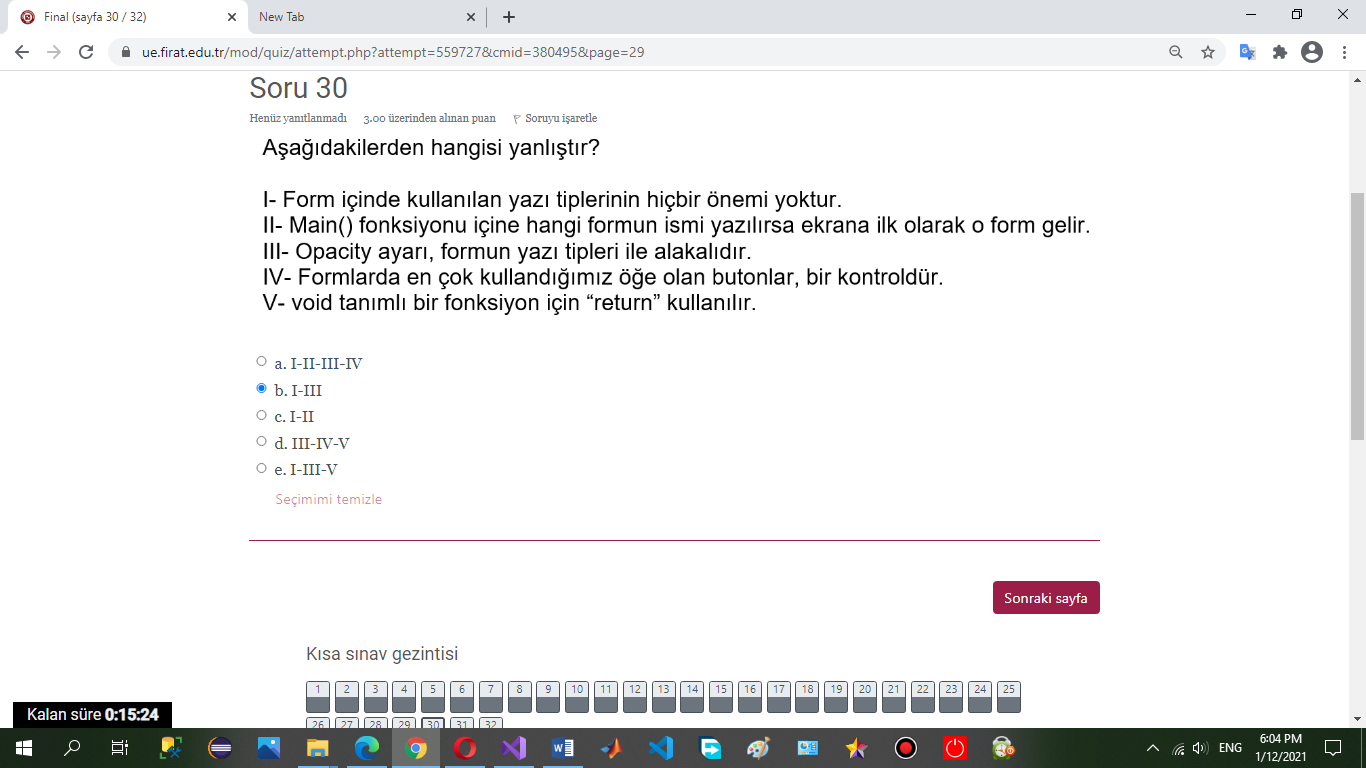 Final (sayfa 30 / 32)
New Tab
ue.firat.edu.tr/mod/quiz/attempt.php?attempt=559727&cmid=380495&page=29
Soru 30
Henüz yanıtlanmadı 3.00 üzerinden alınan puan Soruyu işaretle
Aşağıdakilerden hangisi yanlıştır?
I- Form içinde kullanılan yazı tiplerinin hiçbir önemi yoktur.
II- Main() fonksiyonu içine hangi formun ismi yazılırsa ekrana ilk olarak o form gelir.
III- Opacity ayarı, formun yazı tipleri ile alakalıdır.
IV- Formlarda en çok kullandığımız öğe olan butonlar, bir kontroldür.
V- void tanımlı bir fonksiyon için “return” kullanılır.
a. I-II-III-IV
b. I-III
c. I-II
d. III-IV-V
e. I-III-V
Seçimimi temizle
Sonraki sayfa
Kısa sınav gezintisi
1 2 3 4 5 6 7 8 9 10 11 12 13 14 15 16 17 18 19 20 21 22 23 24 25
26 27 28 29 30 31 32
Kalan süre 0:15:24
ENG
6:04 PM
1/12/2021